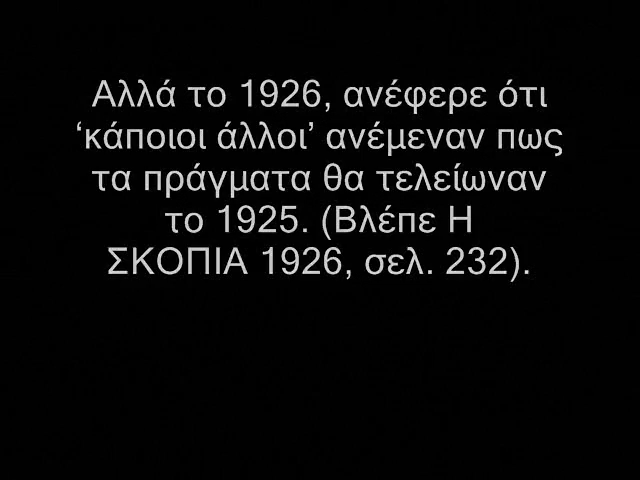 Αλλά το 1926, ανέφερε ότι
‘κάποιοι άλλοι’ ανέμεναν πως
τα πράγματα θα τελείωναν
το 1925. (Βλέπε Η
ΣΚΟΠΙΑ 1926, σελ. 232).